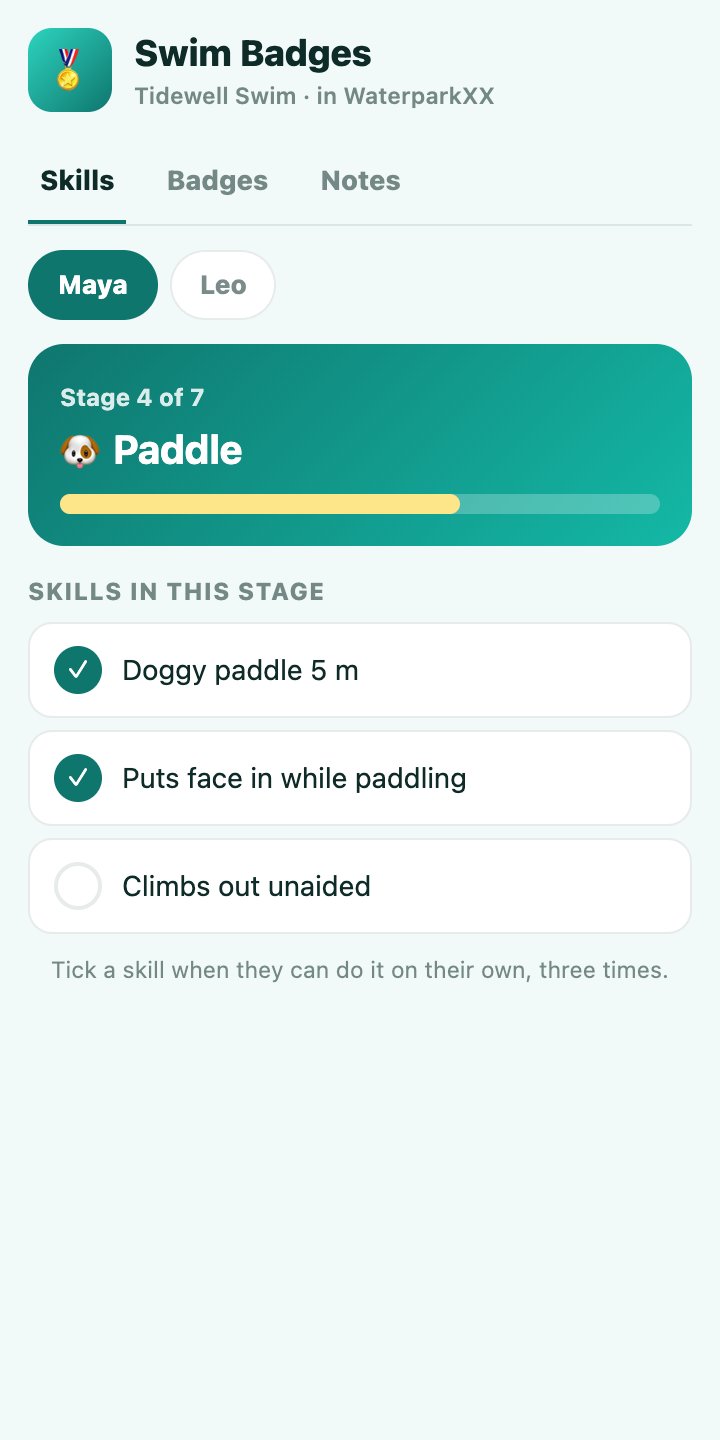 Swim Badges
Tidewell Swim · in WaterparkXX
Skills Badges Notes
Maya Leo
Stage 4 of 7
🐶 Paddle
SKILLS IN THIS STAGE
Doggy paddle 5 m
Puts face in while paddling
Climbs out unaided
Tick a skill when they can do it on their own, three times.